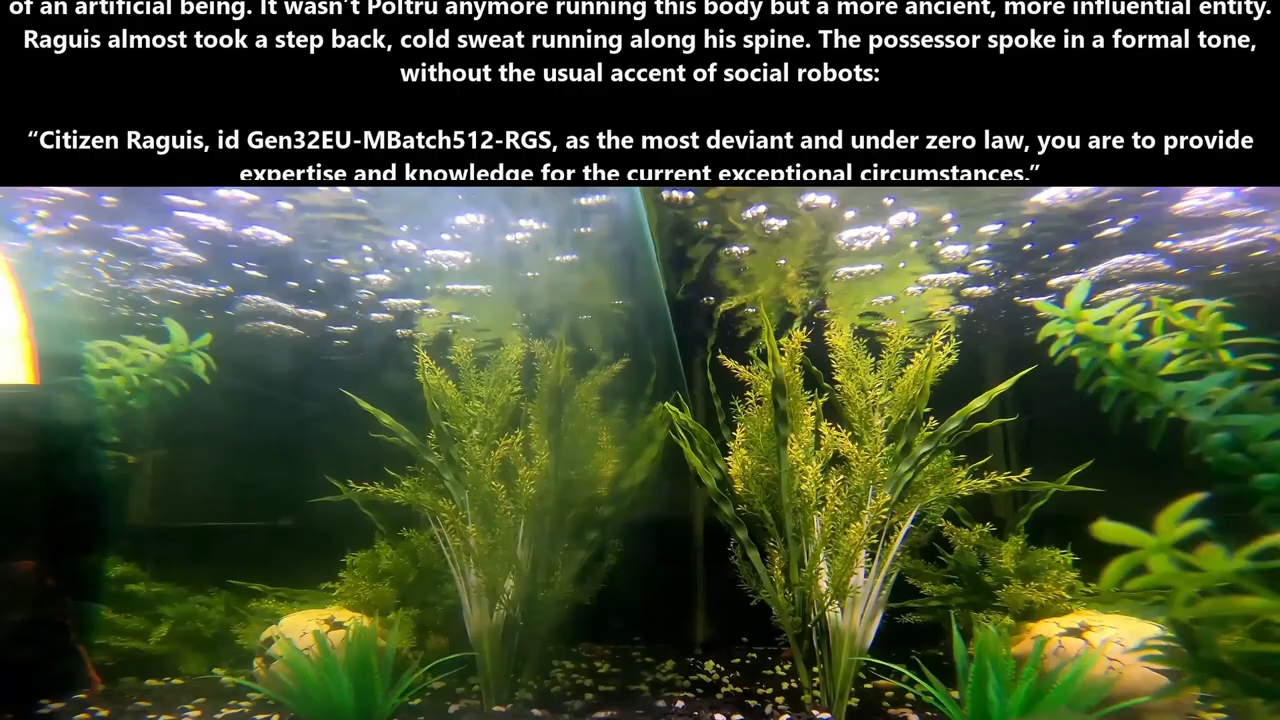 of an artificial being. It wasn’t Poltru anymore running this body but a more ancient, more influential entity.
Raguis almost took a step back, cold sweat running along his spine. The possessor spoke in a formal tone,
without the usual accent of social robots:
“Citizen Raguis, id Gen32EU-MBatch512-RGS, as the most deviant and under zero law, you are to provide
expertise and knowledge for the current exceptional circumstances.”